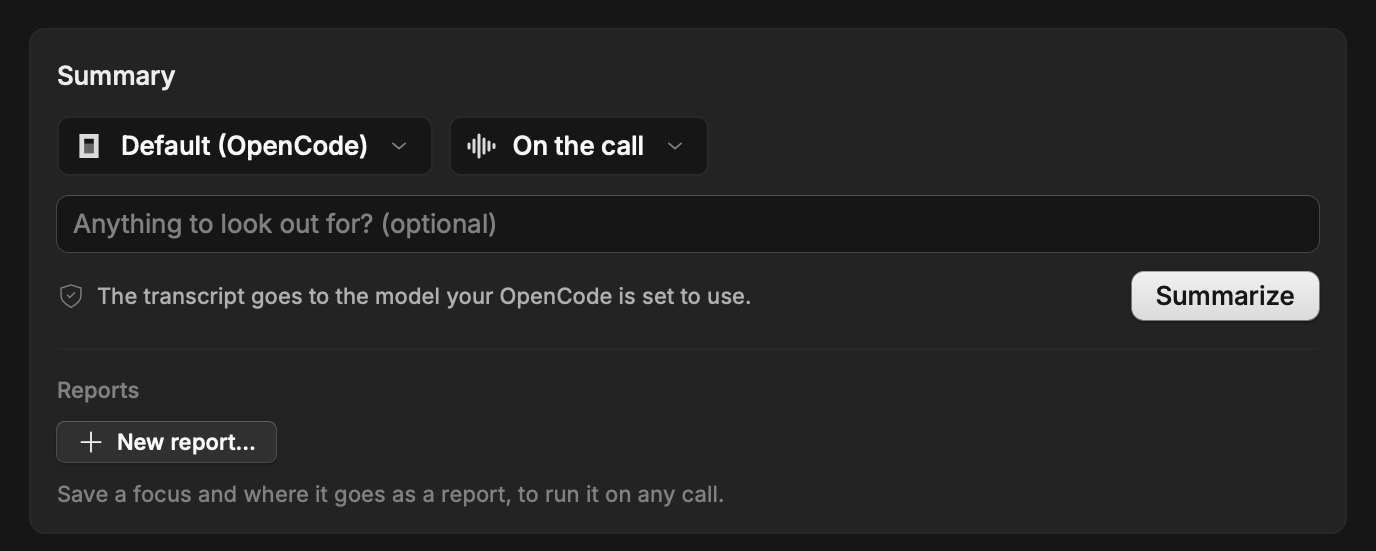 Summary
Default (OpenCode)
On the call
Anything to look out for? (optional)
The transcript goes to the model your OpenCode is set to use.
Summarize
Reports
New report...
Save a focus and where it goes as a report, to run it on any call.